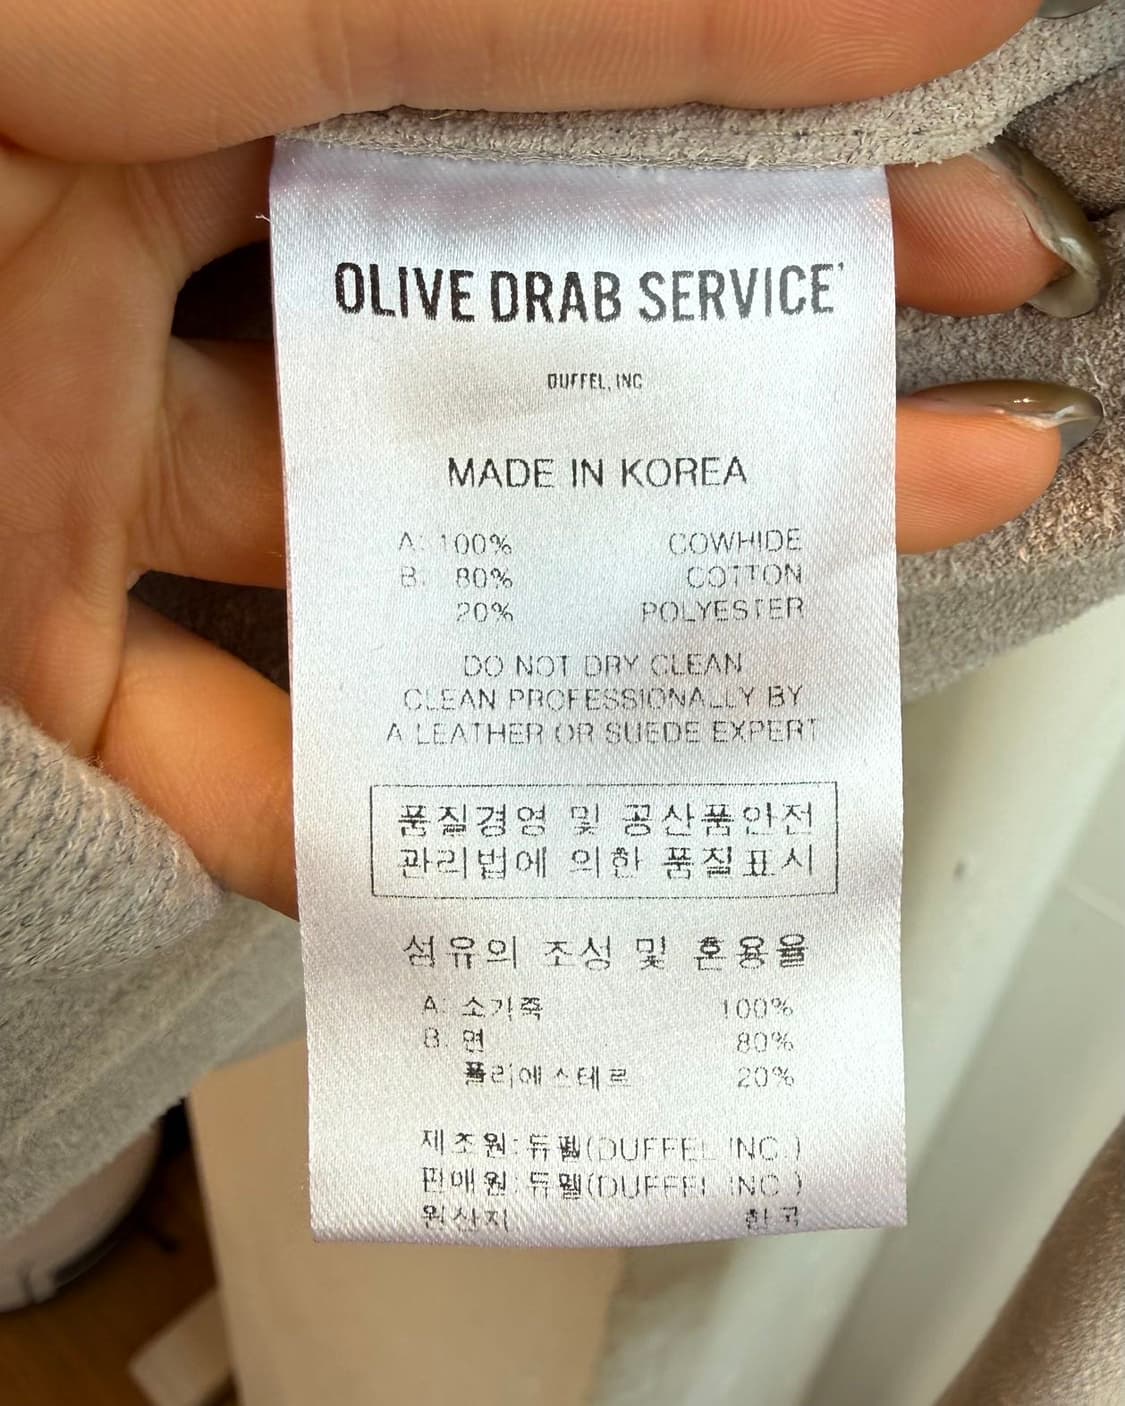 OLIVE DRAB SERVICE'
DUFFEL, INC
MADE IN KOREA
A: 100% COWHIDE
B: 80% COTTON
20% POLYESTER
DO NOT DRY CLEAN
CLEAN PROFESSIONALLY BY
A LEATHER OR SUEDE EXPERT
품질경영 및 공산품안전
관리법에 의한 품질표시
섬유의 조성 및 혼용율
A: 소가죽 100%
B: 면 80%
폴리에스테르 20%
제조원: 듀펠(DUFFEL INC.)
판매원: 듀펠(DUFFEL INC.)
원산지 한국